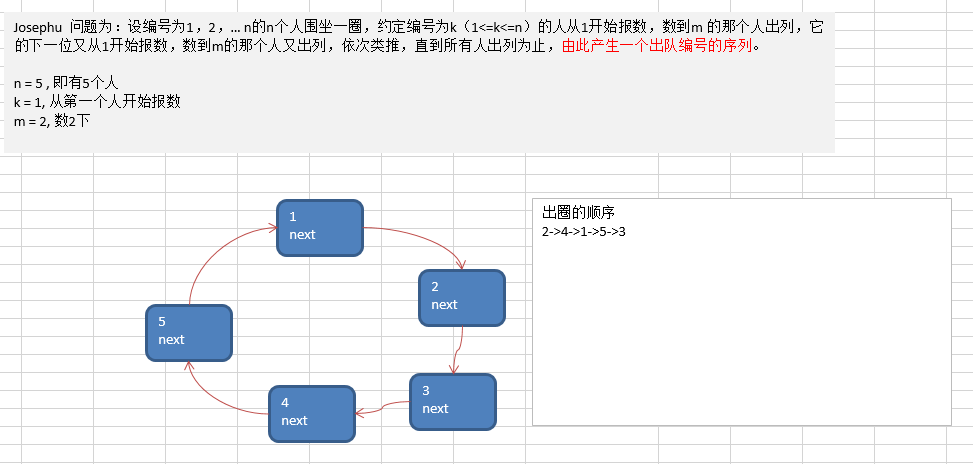 Josephu 问题为：设编号为1，2，… n的n个人围坐一圈，约定编号为k（1<=k<=n）的人从1开始报数，数到m 的那个人出列，它
的下一位又从1开始报数，数到m的那个人又出列，依次类推，直到所有人出列为止，由此产生一个出队编号的序列。
n = 5 , 即有5个人
k = 1, 从第一个人开始报数
m = 2, 数2下
1
next
2
next
3
next
4
next
5
next
出圈的顺序
2->4->1->5->3